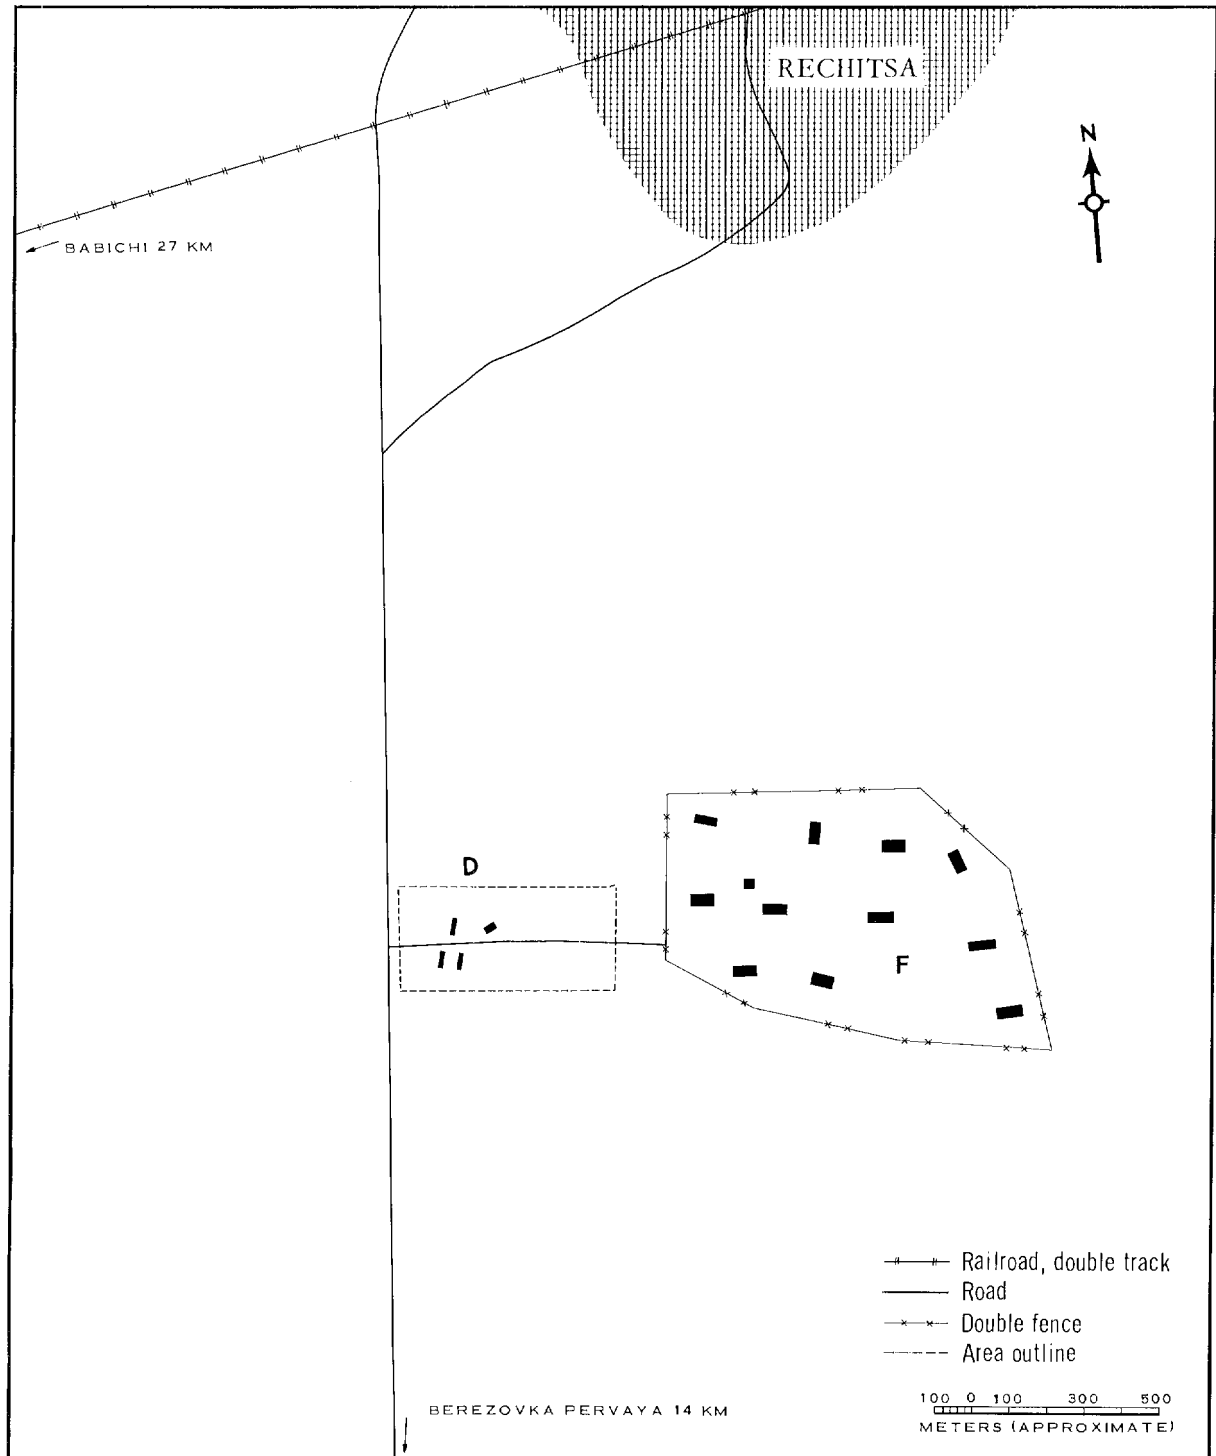 RECHITSA
N
BABICHI 27 KM
D
F
Railroad, double track
Road
Double fence
Area outline
100 0 100 300 500
METERS (APPROXIMATE)
BEREZOVKA PERVAYA 14 KM